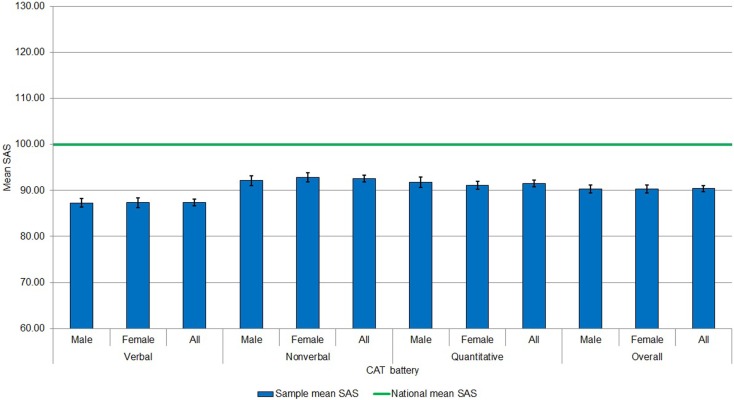 130.00
120.00
110.00
100.00
90.00
80.00
70.00
60.00
Mean SAS
Male Female All Male Female All Male Female All Male Female All
Verbal Nonverbal Quantitative Overall
CAT battery
Sample mean SAS National mean SAS